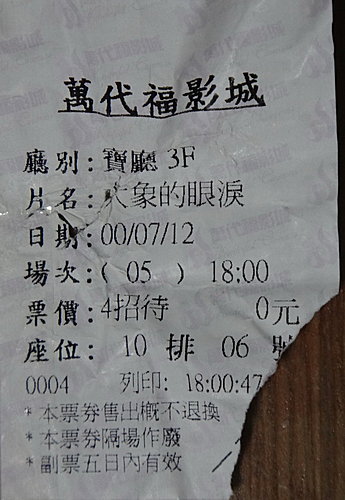 萬代福影城
廳別: 寶廳 3F
片名: 大象的眼淚
日期: 00/07/12
場次: ( 05 ) 18:00
票價: 4招待 0元
座位: 10 排 06 號
0004 列印: 18:00:47
*本票券售出概不退換
*本票券隔場作廢
*副票五日內有效